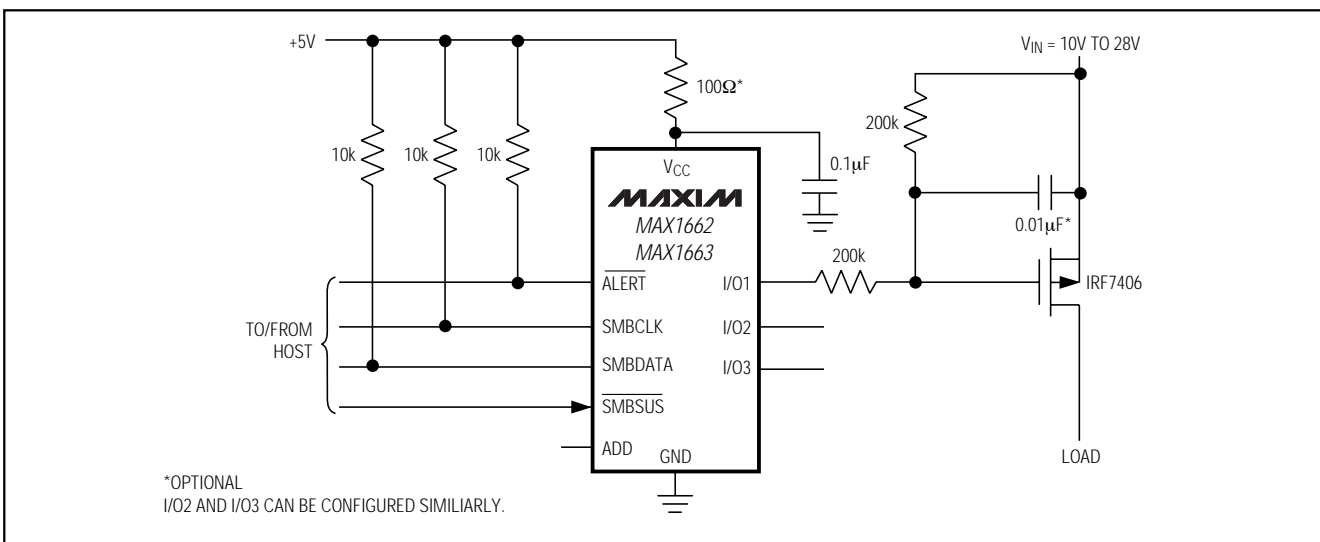 +5V
VIN = 10V TO 28V
100Ω*
200k
10k
10k
10k
VCC
0.1μF
MAXIM
MAX1662
MAX1663
0.01μF*
200k
ALERT
I/O1
IRF7406
TO/FROM
HOST
SMBCLK
I/O2
SMBDATA
I/O3
SMBSUS
ADD
GND
LOAD
*OPTIONAL
I/O2 AND I/O3 CAN BE CONFIGURED SIMILIARLY.